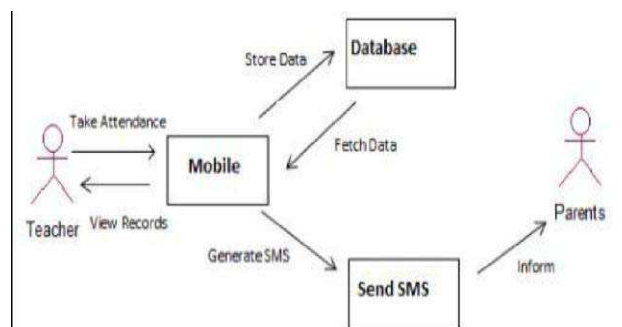 Database
Store Data
Take Attendance
Fetch Data
Mobile
Teacher
View Records
Parents
Generate SMS
Inform
Send SMS